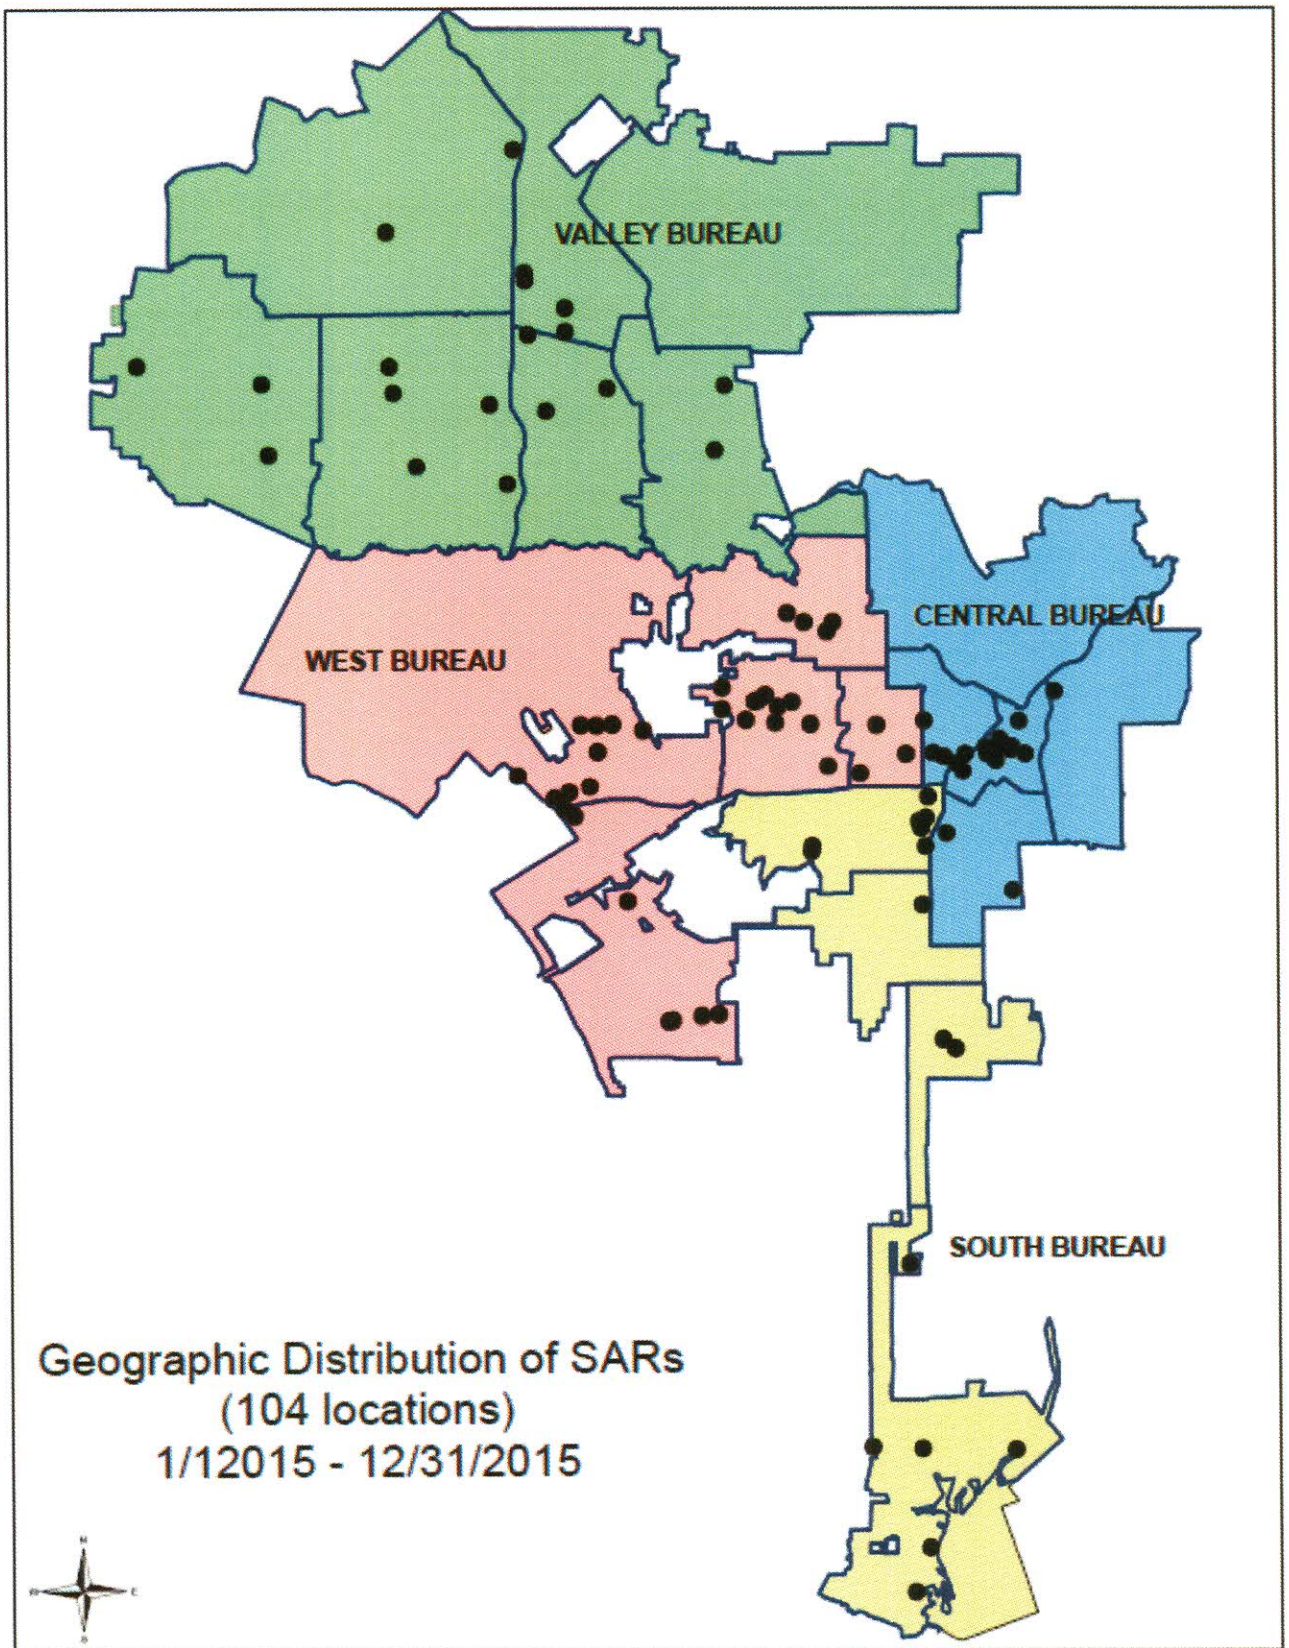 VALLEY BUREAU
CENTRAL BUREAU
WEST BUREAU
SOUTH BUREAU
Geographic Distribution of SARs
(104 locations)
1/12015 - 12/31/2015
N
E
S